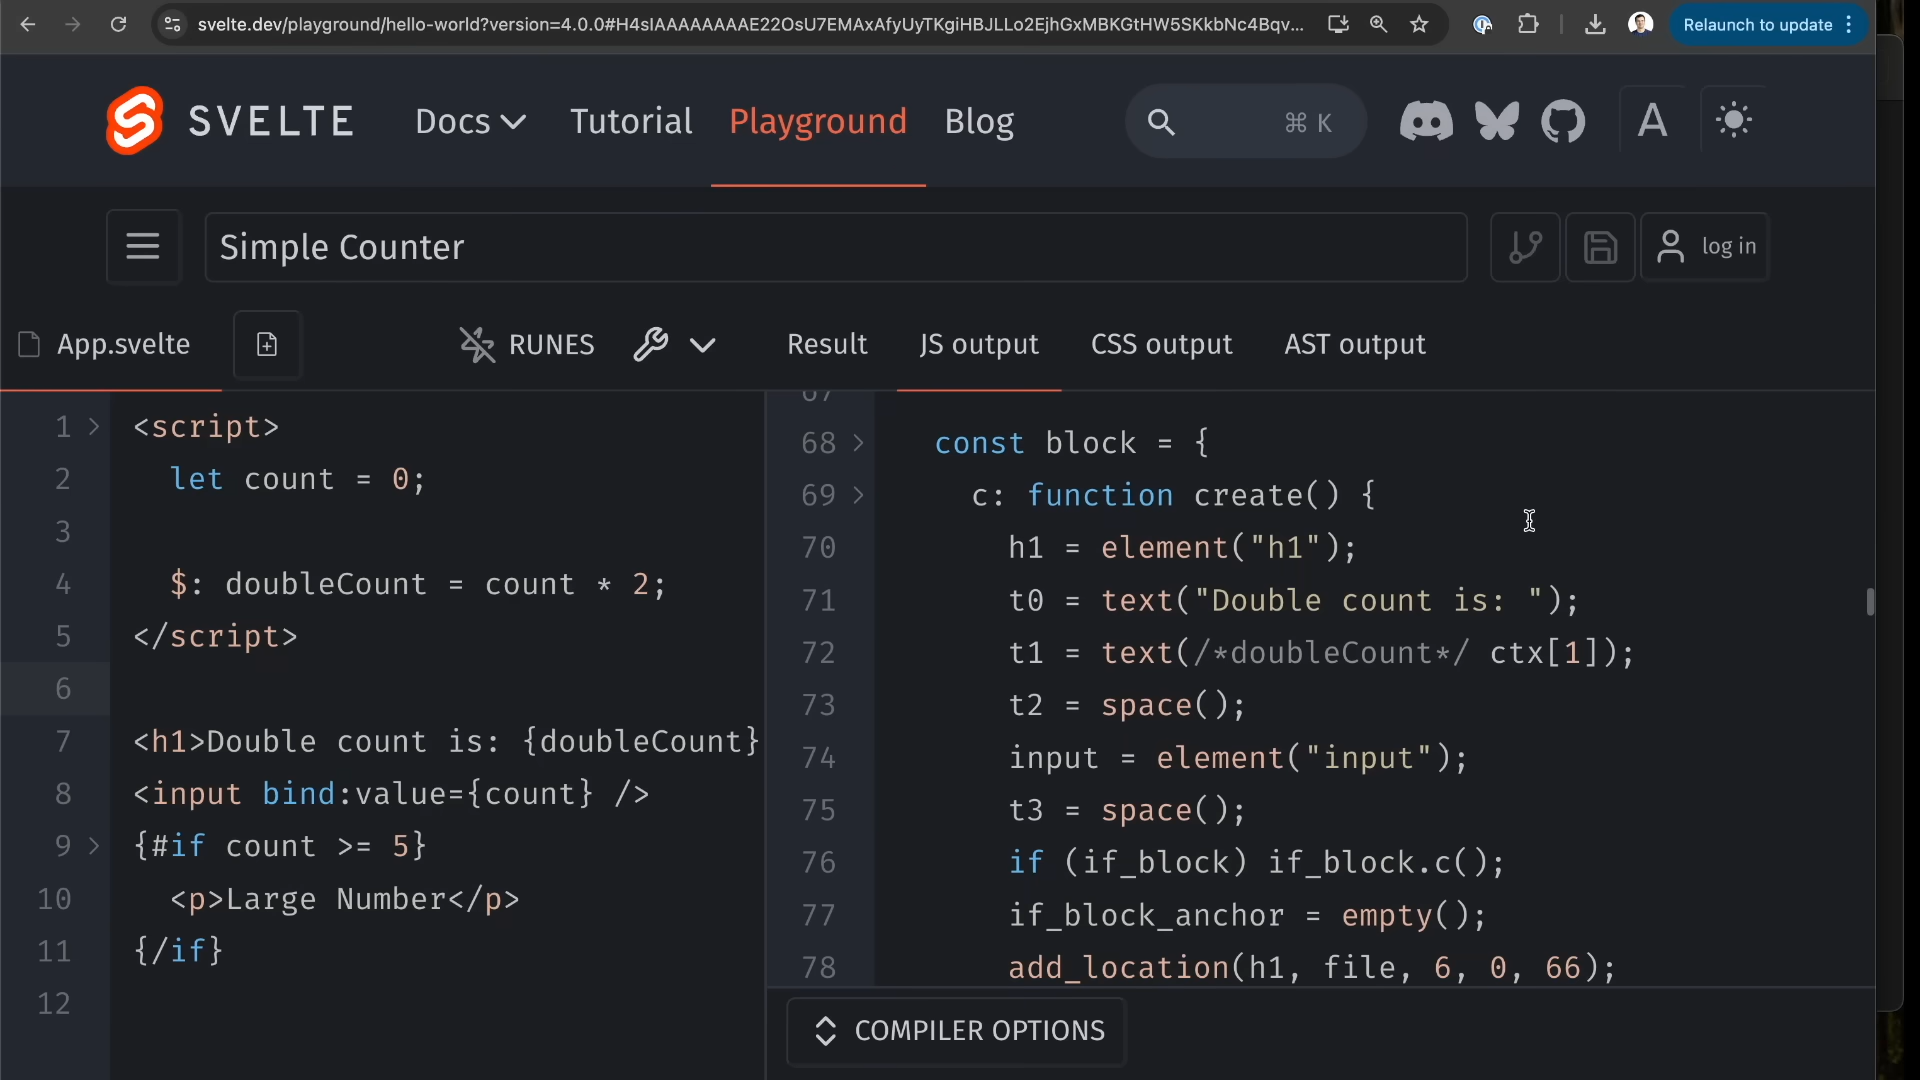 svelte.dev/playground/hello-world?version=4.0.0#H4sIAAAAAAAAE22OsU7EMAxAfyUyTKgiHBJLLo2EjhGxMBKGtHW5SKkbNc4Bqv...
Relaunch to update
SVELTE
Docs
Tutorial
Playground
Blog
⌘ K
A
Simple Counter
log in
App.svelte
RUNES
Result
JS output
CSS output
AST output
1 <script>
2 let count = 0;
3
4 $: doubleCount = count * 2;
5 </script>
6
7 <h1>Double count is: {doubleCount}
8 <input bind:value={count} />
9 {#if count >= 5}
10 <p>Large Number</p>
11 {/if}
12
67
68 const block = {
69 c: function create() {
70 h1 = element("h1");
71 t0 = text("Double count is: ");
72 t1 = text(/*doubleCount*/ ctx[1]);
73 t2 = space();
74 input = element("input");
75 t3 = space();
76 if (if_block) if_block.c();
77 if_block_anchor = empty();
78 add_location(h1, file, 6, 0, 66);
COMPILER OPTIONS